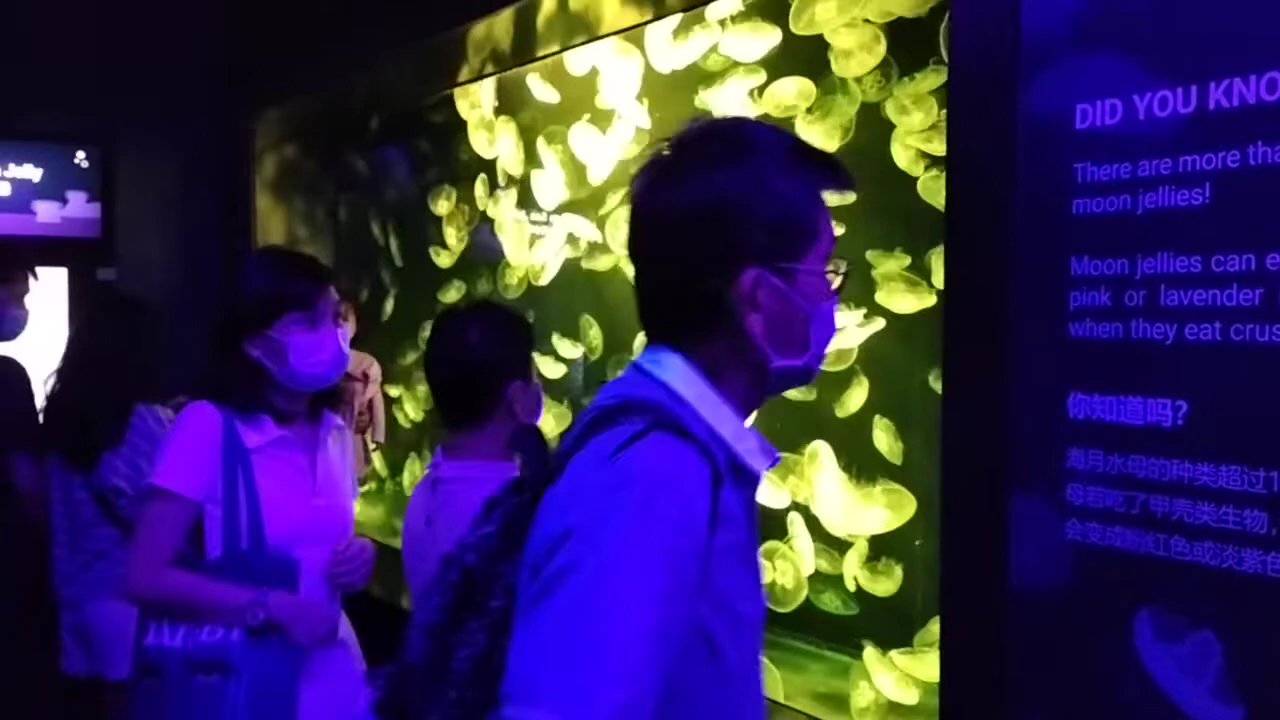 Jelly
DID YOU KNO
There are more tha
moon jellies!
Moon jellies can e
pink or lavender
when they eat crus
你知道吗?
海月水母的种类超过1
母若吃了甲壳类生物,
会变成粉红色或淡紫色